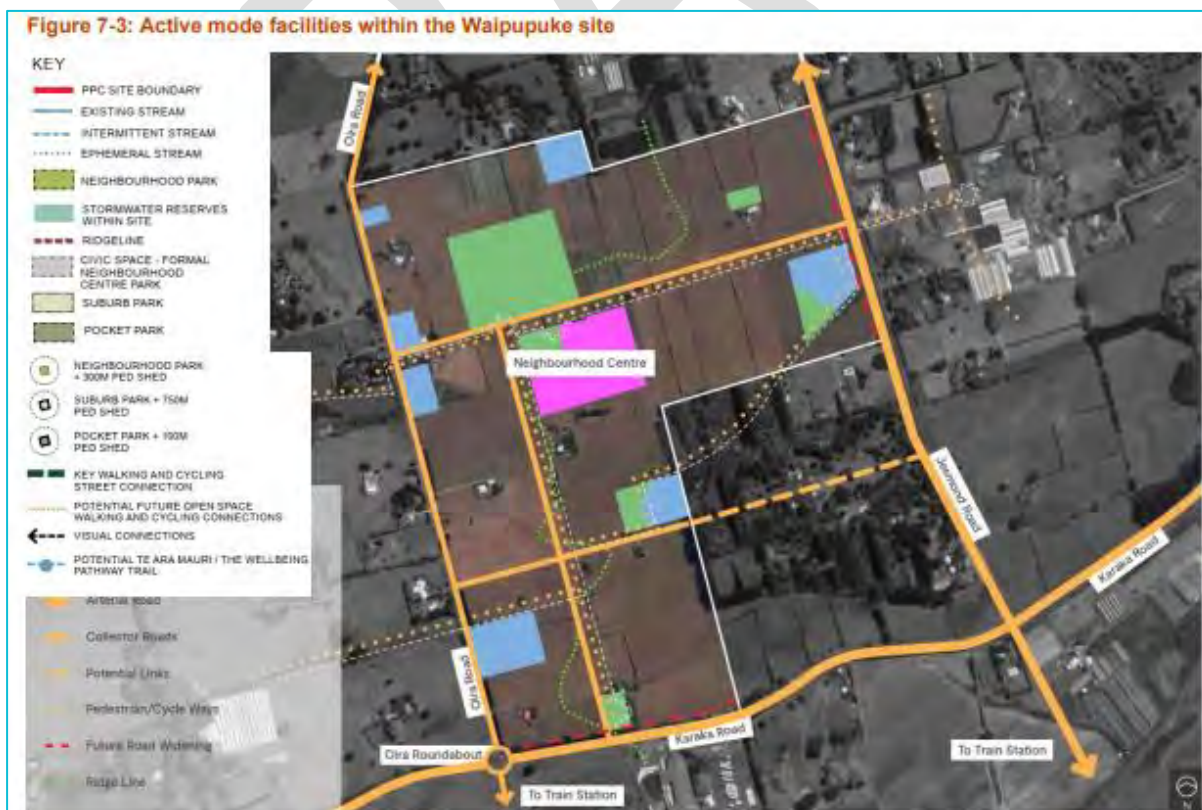 Figure 7-3: Active mode facilities within the Waipupuke site
KEY
PPC SITE BOUNDARY
EXISTING STREAM
INTERMITTENT STREAM
EPHEMERAL STREAM
NEIGHBOURHOOD PARK
STORMWATER RESERVES
WITHIN SITE
RIDGELINE
CIVIC SPACE - FORMAL
NEIGHBOURHOOD
CENTRE PARK
SUBURB PARK
POCKET PARK
NEIGHBOURHOOD PARK
+ 300M PED SHED
SUBURB PARK + 750M
PED SHED
POCKET PARK + 100M
PED SHED
KEY WALKING AND CYCLING
STREET CONNECTION
POTENTIAL FUTURE OPEN SPACE
WALKING AND CYCLING CONNECTIONS
VISUAL CONNECTIONS
POTENTIAL TE ARA MAURI / THE WELLBEING
PATHWAY TRAIL
Arterial Road
Collector Roads
Potential Links
Pedestrian/Cycle Ways
Future Road Widening
Ridge Line
Oira Road
Neighbourhood Centre
Jesmond Road
Karaka Road
Oira Road
Oira Roundabout
Karaka Road
To Train Station
To Train Station